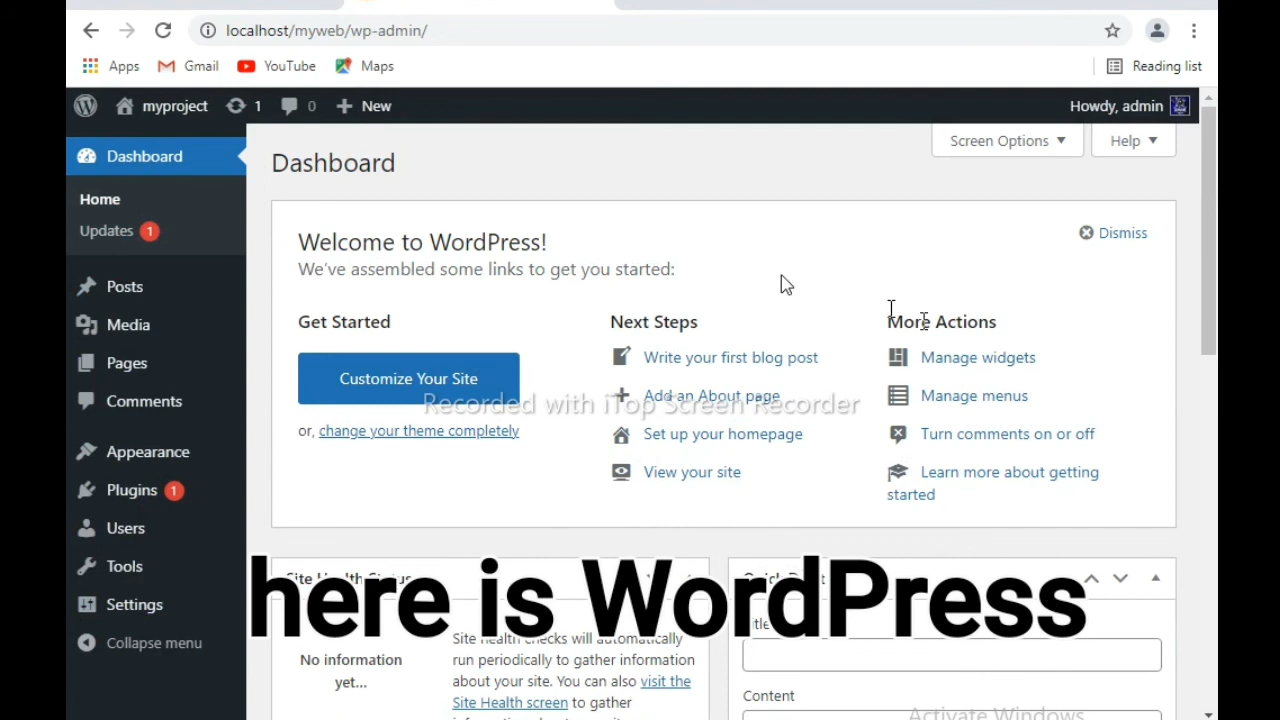 localhost/myweb/wp-admin/
Apps Gmail YouTube Maps Reading list
myproject 1 0 New Howdy, admin
Dashboard
Home
Updates 1
Posts
Media
Pages
Comments
Appearance
Plugins 1
Users
Tools
Settings
Collapse menu
Screen Options Help
Dashboard
Welcome to WordPress!
We've assembled some links to get you started:
Dismiss
Get Started
Customize Your Site
or, change your theme completely
Next Steps
Write your first blog post
Add an About page
Set up your homepage
View your site
More Actions
Manage widgets
Manage menus
Turn comments on or off
Learn more about getting
started
Recorded with iTop Screen Recorder
here is WordPress
Site Health Status
No information
yet...
Site health checks will automatically
run periodically to gather information
about your site. You can also visit the
Site Health screen to gather
Quick Draft
Title
Content
Activate Windows